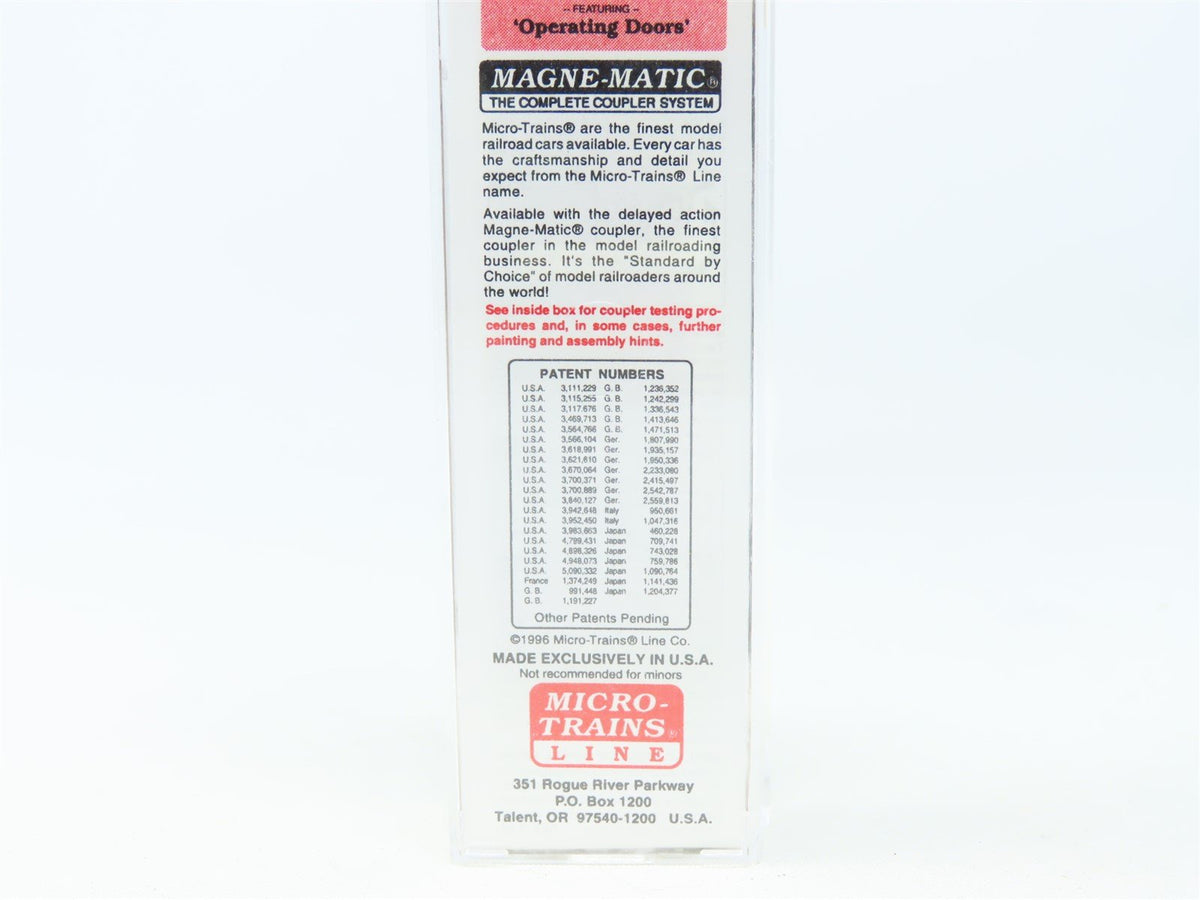 -- FEATURING --
'Operating Doors'
MAGNE-MATIC®
THE COMPLETE COUPLER SYSTEM
Micro-Trains® are the finest model
railroad cars available. Every car has
the craftsmanship and detail you
expect from the Micro-Trains® Line
name.
Available with the delayed action
Magne-Matic® coupler, the finest
coupler in the model railroading
business. It's the "Standard by
Choice" of model railroaders around
the world!
See inside box for coupler testing pro-
cedures and, in some cases, further
painting and assembly hints.
PATENT NUMBERS
U.S.A. 3,111,229 G. B. 1,236,352
U.S.A. 3,115,255 G. B. 1,242,299
U.S.A. 3,117,676 G. B. 1,336,543
U.S.A. 3,469,713 G. B. 1,413,646
U.S.A. 3,564,766 G. B. 1,471,513
U.S.A. 3,566,104 Ger. 1,807,990
U.S.A. 3,618,991 Ger. 1,935,157
U.S.A. 3,621,610 Ger. 1,950,336
U.S.A. 3,670,064 Ger. 2,233,080
U.S.A. 3,700,371 Ger. 2,415,497
U.S.A. 3,700,889 Ger. 2,542,787
U.S.A. 3,840,127 Ger. 2,559,813
U.S.A. 3,942,648 Italy 950,661
U.S.A. 3,952,450 Italy 1,047,316
U.S.A. 3,983,663 Japan 460,228
U.S.A. 4,799,431 Japan 709,741
U.S.A. 4,898,326 Japan 743,028
U.S.A. 4,948,073 Japan 759,786
U.S.A. 5,090,332 Japan 1,090,764
France 1,374,249 Japan 1,141,436
G. B. 991,448 Japan 1,204,377
G. B. 1,191,227
Other Patents Pending
©1996 Micro-Trains® Line Co.
MADE EXCLUSIVELY IN U.S.A.
Not recommended for minors
MICRO-
TRAINS®
LINE
351 Rogue River Parkway
P.O. Box 1200
Talent, OR 97540-1200 U.S.A.